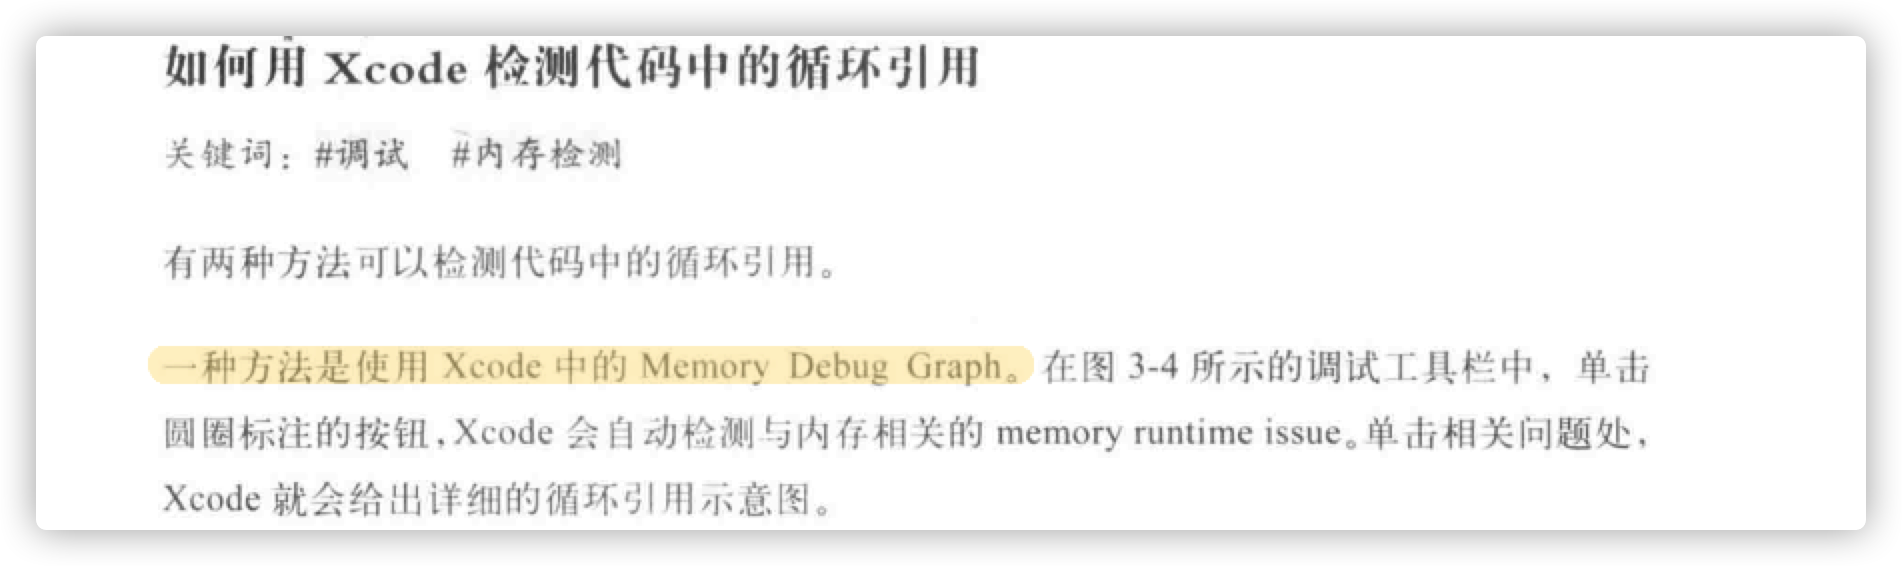 如何用 Xcode 检测代码中的循环引用
关键词：#调试 #内存检测
有两种方法可以检测代码中的循环引用。
一种方法是使用 Xcode 中的 Memory Debug Graph。在图 3-4 所示的调试工具栏中，单击
圆圈标注的按钮，Xcode 会自动检测与内存相关的 memory runtime issue。单击相关问题处，
Xcode 就会给出详细的循环引用示意图。